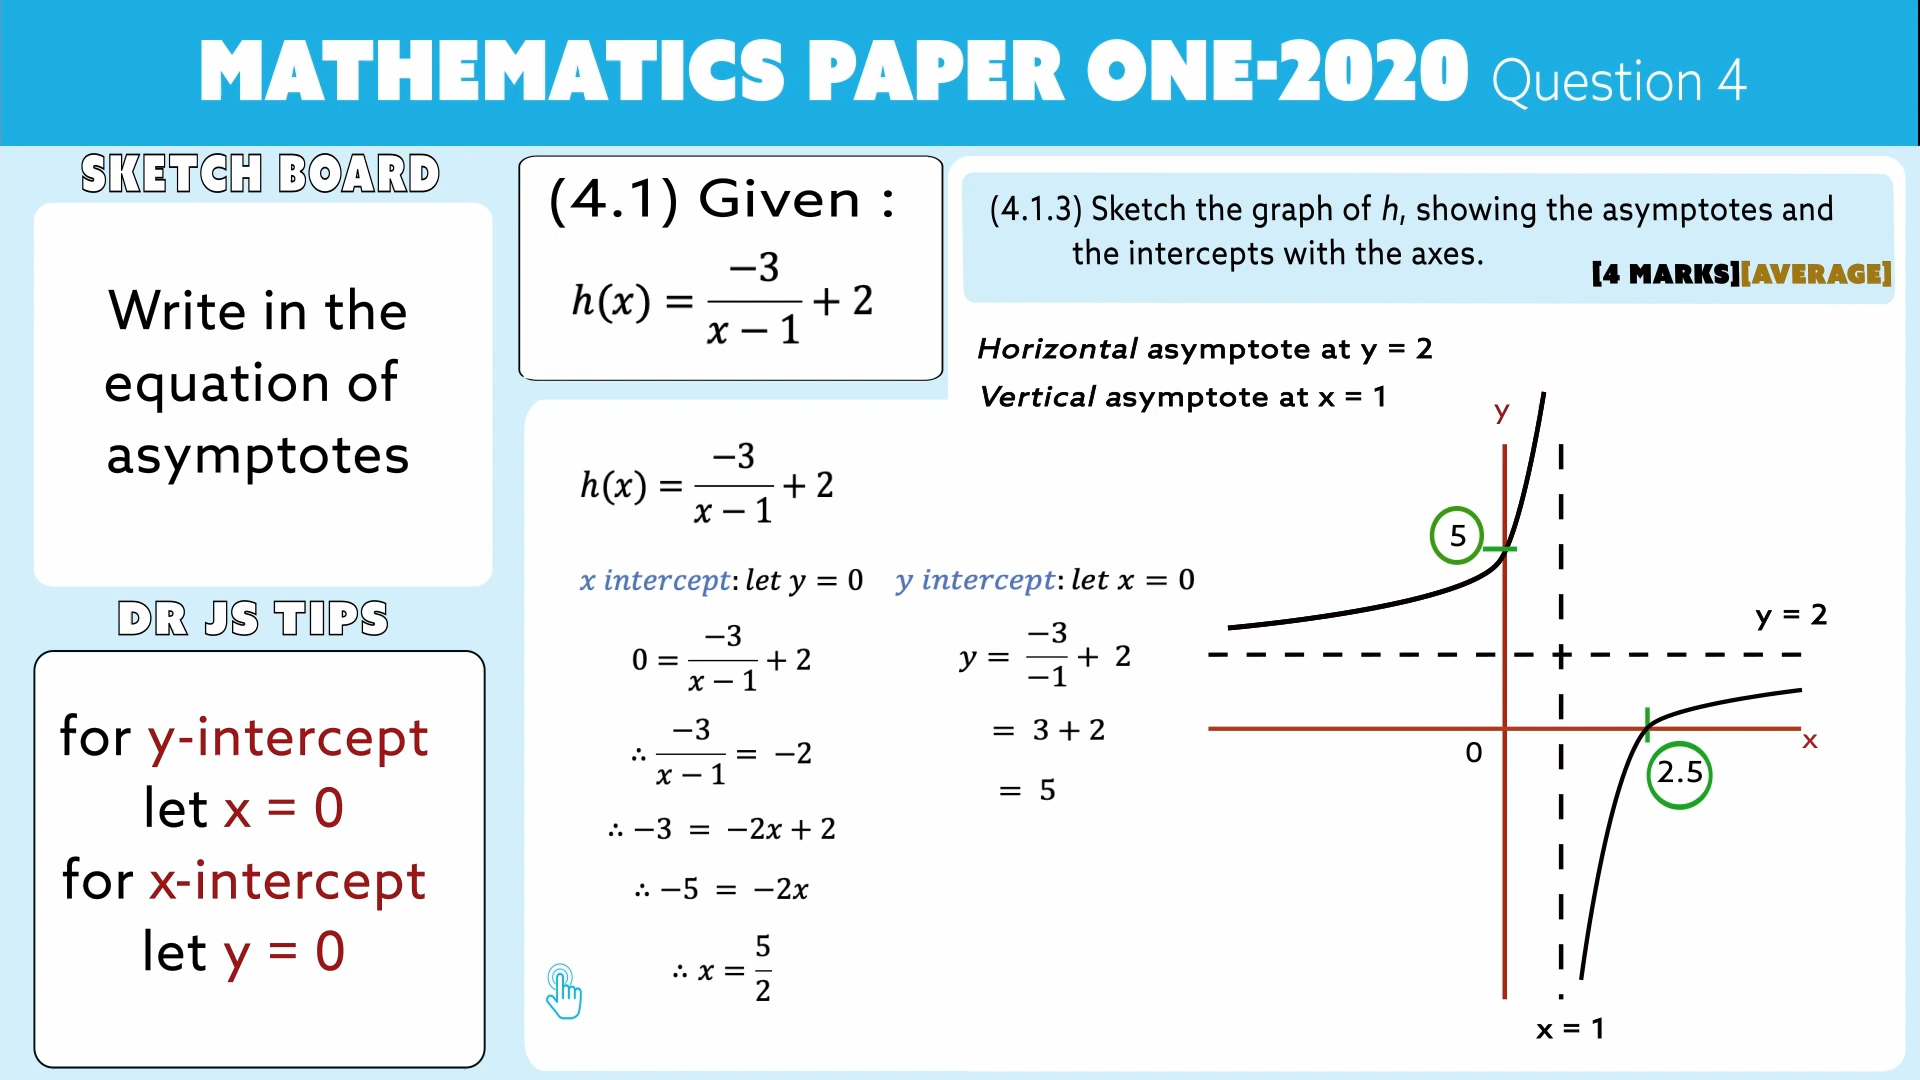 MATHEMATICS PAPER ONE-2020 Question 4
SKETCH BOARD
Write in the
equation of
asymptotes
DR JS TIPS
for y-intercept
let x = 0
for x-intercept
let y = 0
(4.1) Given :
h(x) = −3/(x − 1) + 2
(4.1.3) Sketch the graph of h, showing the asymptotes and
the intercepts with the axes.
[4 MARKS][AVERAGE]
Horizontal asymptote at y = 2
Vertical asymptote at x = 1
h(x) = −3/(x − 1) + 2
x intercept: let y = 0
0 = −3/(x − 1) + 2
∴ −3/(x − 1) = −2
∴ −3 = −2x + 2
∴ −5 = −2x
∴ x = 5/2
y intercept: let x = 0
y = −3/−1 + 2
= 3 + 2
= 5
y
5
y = 2
0
x
2.5
x = 1